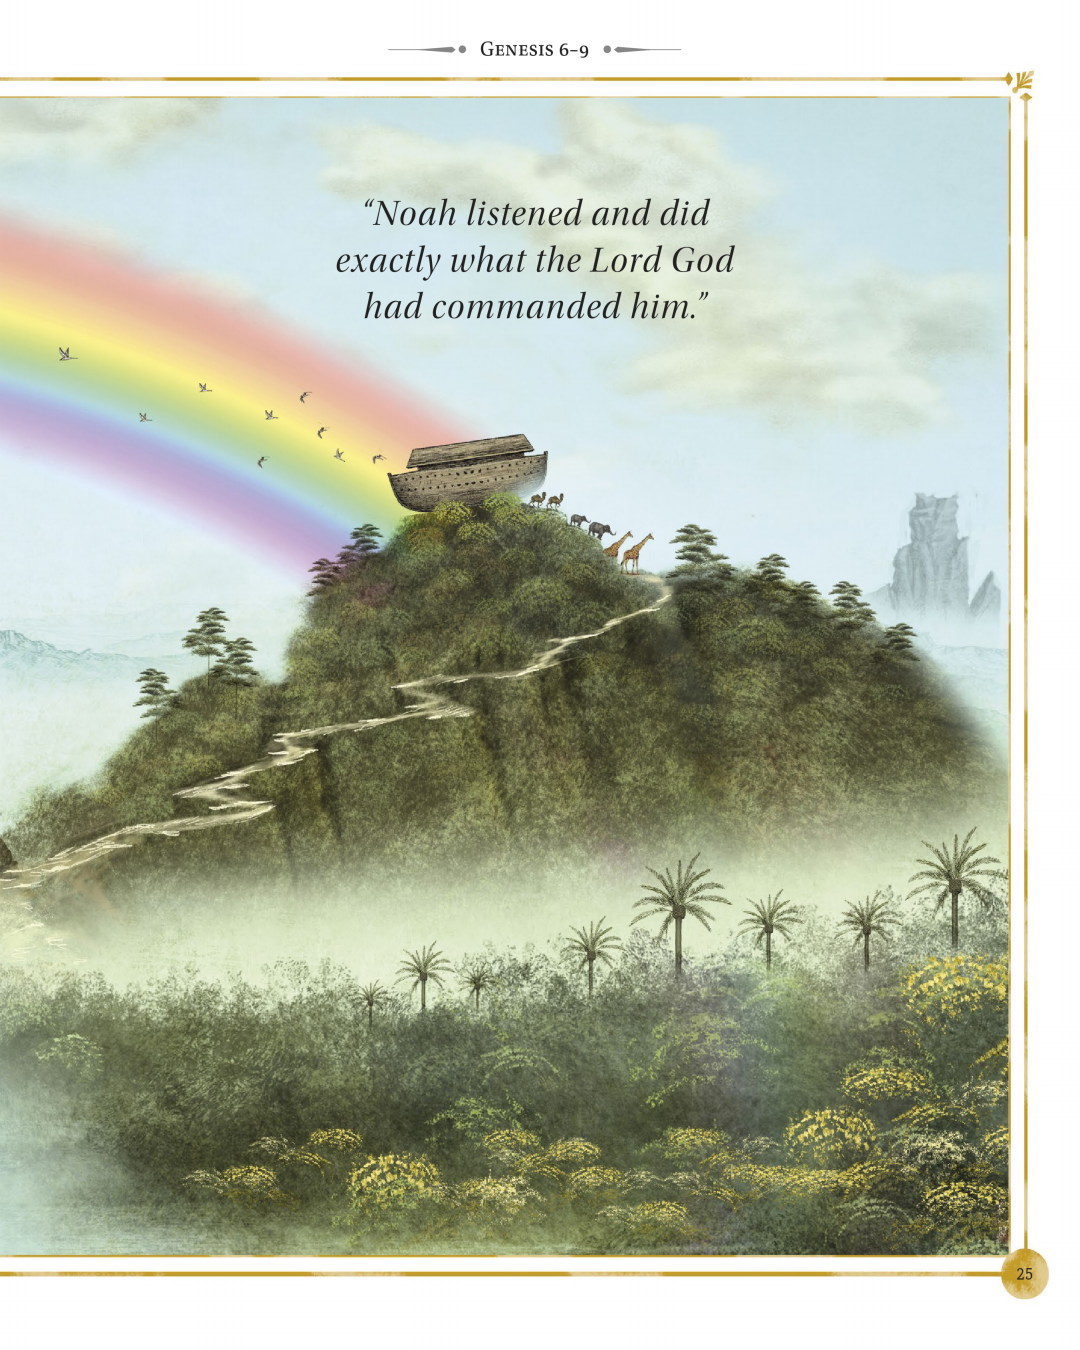 Genesis 6–9
“Noah listened and did
exactly what the Lord God
had commanded him.”
25